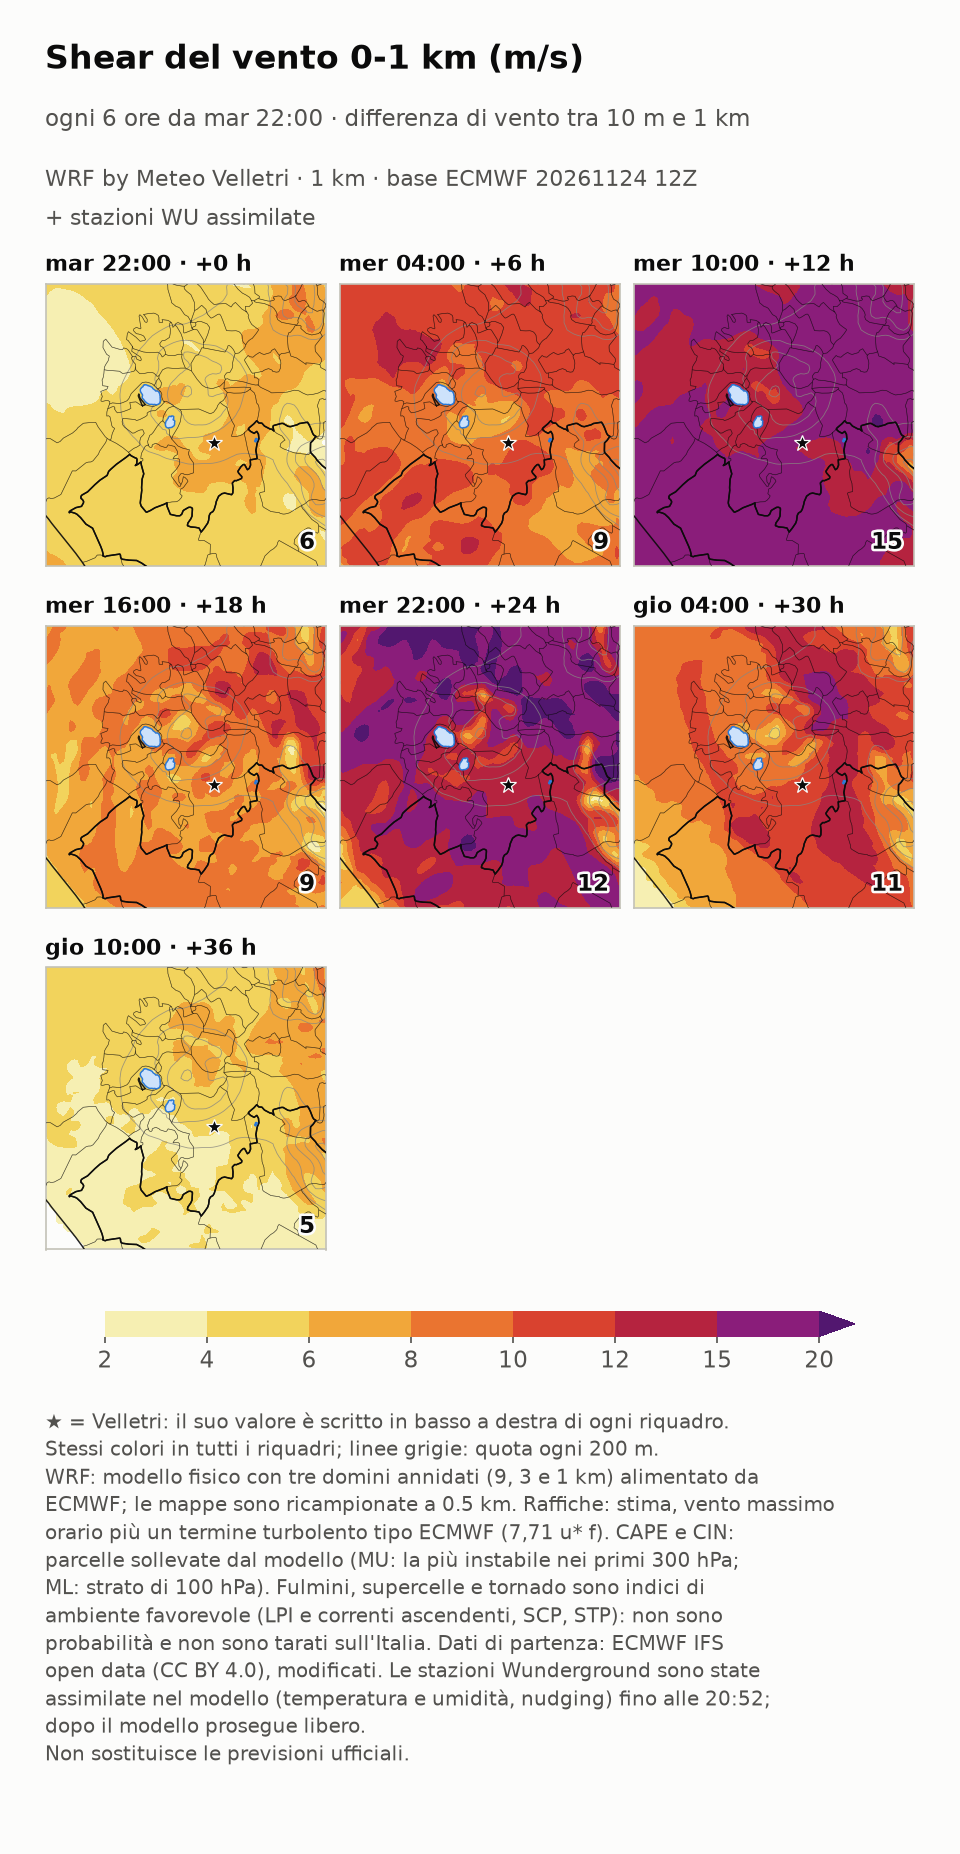 Shear del vento 0-1 km (m/s)
ogni 6 ore da mar 22:00 · differenza di vento tra 10 m e 1 km
WRF by Meteo Velletri · 1 km · base ECMWF 20261124 12Z
+ stazioni WU assimilate
mar 22:00 · +0 h
mer 04:00 · +6 h
mer 10:00 · +12 h
6
9
15
mer 16:00 · +18 h
mer 22:00 · +24 h
gio 04:00 · +30 h
9
12
11
gio 10:00 · +36 h
5
2 4 6 8 10 12 15 20
★ = Velletri: il suo valore è scritto in basso a destra di ogni riquadro.
Stessi colori in tutti i riquadri; linee grigie: quota ogni 200 m.
WRF: modello fisico con tre domini annidati (9, 3 e 1 km) alimentato da
ECMWF; le mappe sono ricampionate a 0.5 km. Raffiche: stima, vento massimo
orario più un termine turbolento tipo ECMWF (7,71 u* f). CAPE e CIN:
parcelle sollevate dal modello (MU: la più instabile nei primi 300 hPa;
ML: strato di 100 hPa). Fulmini, supercelle e tornado sono indici di
ambiente favorevole (LPI e correnti ascendenti, SCP, STP): non sono
probabilità e non sono tarati sull'Italia. Dati di partenza: ECMWF IFS
open data (CC BY 4.0), modificati. Le stazioni Wunderground sono state
assimilate nel modello (temperatura e umidità, nudging) fino alle 20:52;
dopo il modello prosegue libero.
Non sostituisce le previsioni ufficiali.